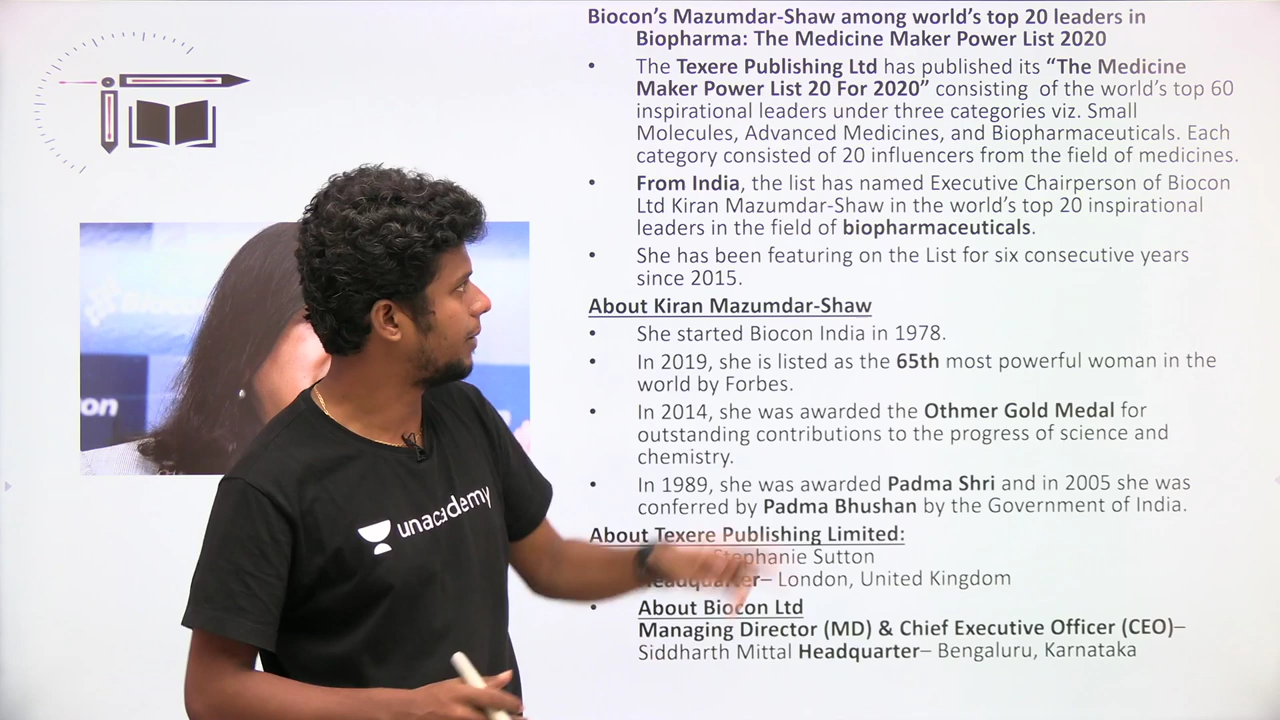 Biocon’s Mazumdar-Shaw among world’s top 20 leaders in
Biopharma: The Medicine Maker Power List 2020
• The Texere Publishing Ltd has published its “The Medicine
Maker Power List 20 For 2020” consisting of the world’s top 60
inspirational leaders under three categories viz. Small
Molecules, Advanced Medicines, and Biopharmaceuticals. Each
category consisted of 20 influencers from the field of medicines.
• From India, the list has named Executive Chairperson of Biocon
Ltd Kiran Mazumdar-Shaw in the world’s top 20 inspirational
leaders in the field of biopharmaceuticals.
• She has been featuring on the List for six consecutive years
since 2015.
About Kiran Mazumdar-Shaw
• She started Biocon India in 1978.
• In 2019, she is listed as the 65th most powerful woman in the
world by Forbes.
• In 2014, she was awarded the Othmer Gold Medal for
outstanding contributions to the progress of science and
chemistry.
• In 1989, she was awarded Padma Shri and in 2005 she was
conferred by Padma Bhushan by the Government of India.
About Texere Publishing Limited:
Stephanie Sutton
Headquarter– London, United Kingdom
• About Biocon Ltd
Managing Director (MD) & Chief Executive Officer (CEO)–
Siddharth Mittal Headquarter– Bengaluru, Karnataka
unacademy